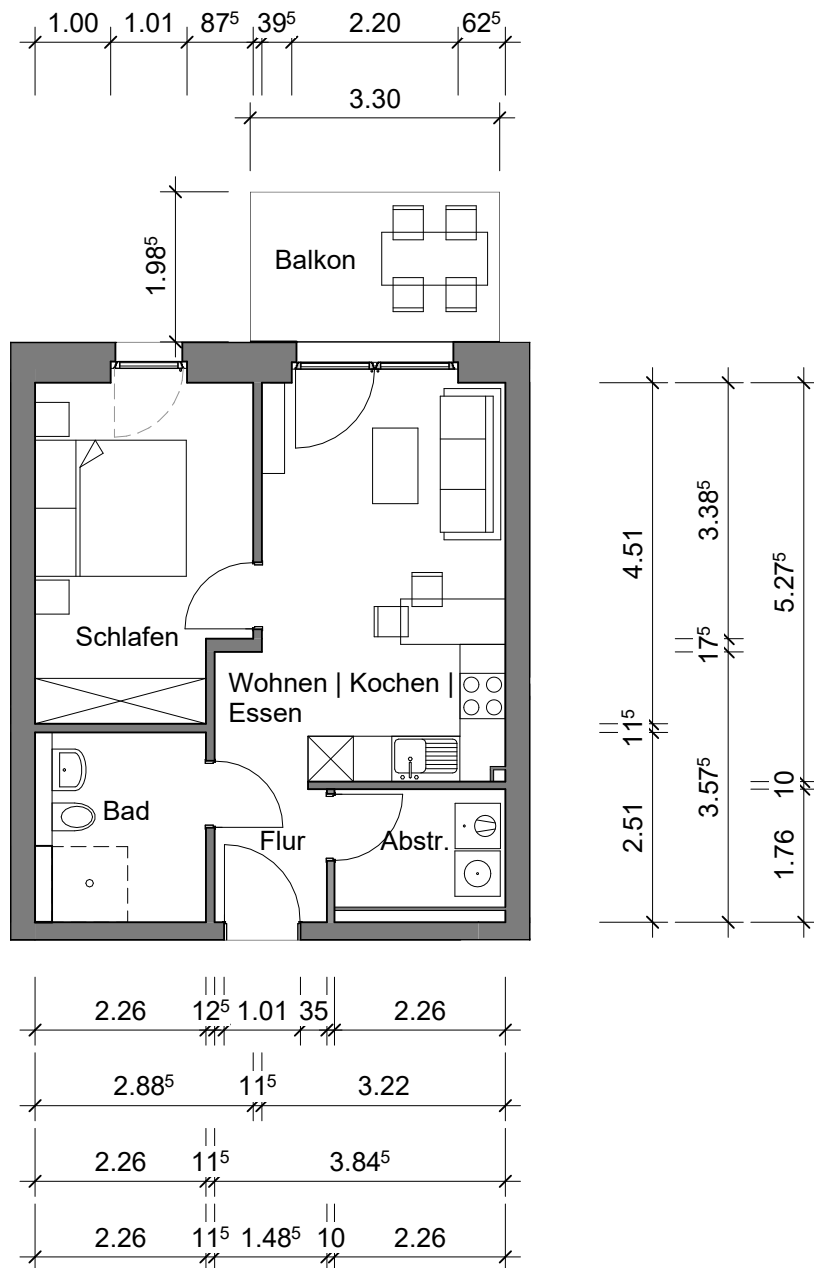 1.00 1.01 87⁵ 39⁵ 2.20 62⁵
3.30
1.98⁵
Balkon
Schlafen
Wohnen | Kochen |
Essen
Bad
Flur
Abstr.
4.51
11⁵
2.51
3.38⁵
17⁵
3.57⁵
5.27⁵
10
1.76
2.26 12⁵ 1.01 35 2.26
2.88⁵ 11⁵ 3.22
2.26 11⁵ 3.84⁵
2.26 11⁵ 1.48⁵ 10 2.26